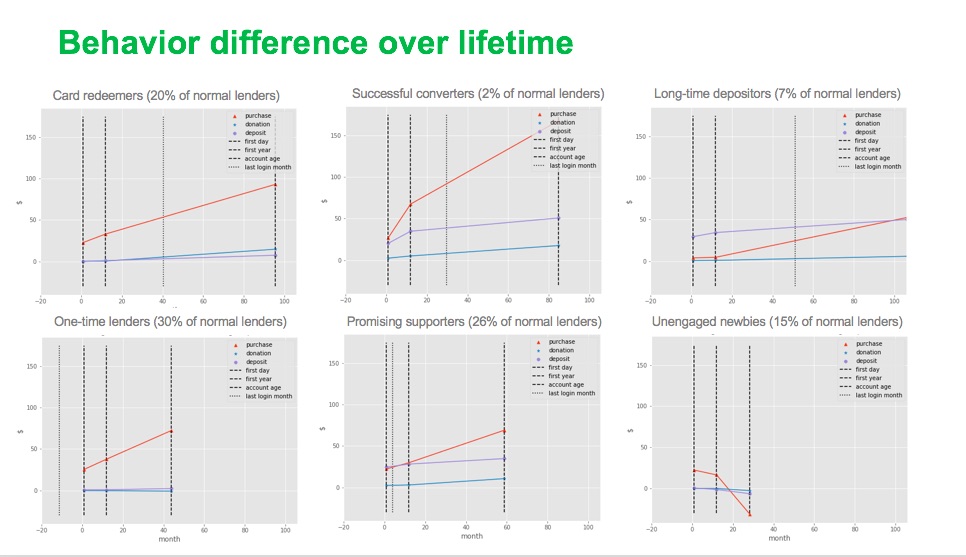 Behavior difference over lifetime
Card redeemers (20% of normal lenders)
150
100
50
0
$
-20
0
20
40
60
80
100
purchase
donation
deposit
first day
first year
account age
last login month
Successful converters (2% of normal lenders)
150
100
50
0
$
-20
0
20
40
60
80
100
purchase
donation
deposit
first day
first year
account age
last login month
Long-time depositors (7% of normal lenders)
150
100
50
0
$
-20
0
20
40
60
80
100
purchase
donation
deposit
first day
first year
account age
last login month
One-time lenders (30% of normal lenders)
150
100
50
0
$
-20
0
20
40
60
80
100
month
purchase
donation
deposit
first day
first year
account age
last login month
Promising supporters (26% of normal lenders)
150
100
50
0
$
-20
0
20
40
60
80
100
month
purchase
donation
deposit
first day
first year
account age
last login month
Unengaged newbies (15% of normal lenders)
150
100
50
0
$
-20
0
20
40
60
80
100
month
purchase
donation
deposit
first day
first year
account age
last login month